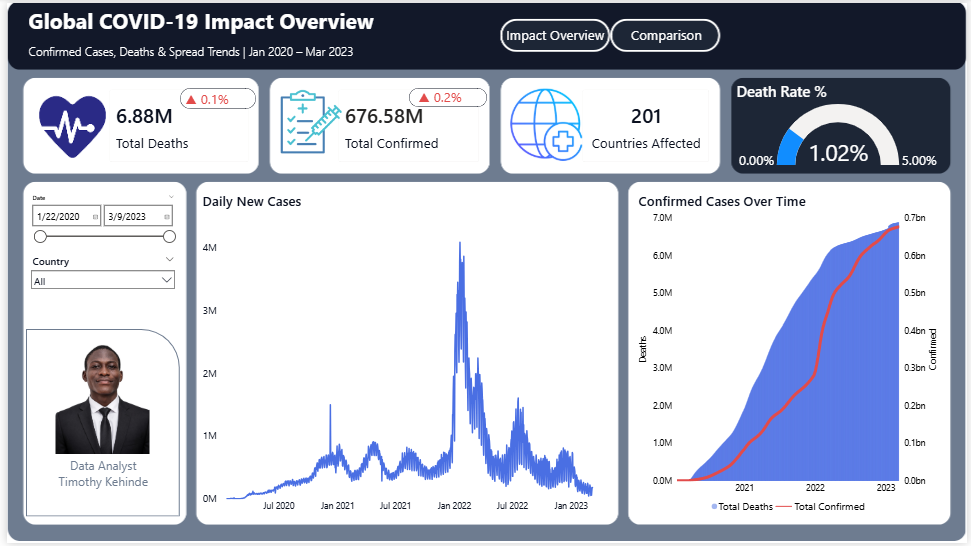 Global COVID-19 Impact Overview
Confirmed Cases, Deaths & Spread Trends | Jan 2020 – Mar 2023
Impact Overview
Comparison
▲ 0.1%
6.88M
Total Deaths
▲ 0.2%
676.58M
Total Confirmed
201
Countries Affected
Death Rate %
1.02%
0.00%
5.00%
Date
1/22/2020
3/9/2023
Country
All
Data Analyst
Timothy Kehinde
Daily New Cases
4M
3M
2M
1M
0M
Jul 2020
Jan 2021
Jul 2021
Jan 2022
Jul 2022
Jan 2023
Confirmed Cases Over Time
7.0M
6.0M
5.0M
4.0M
3.0M
2.0M
1.0M
0.0M
Deaths
0.7bn
0.6bn
0.5bn
0.4bn
0.3bn
0.2bn
0.1bn
0.0bn
Confirmed
2021
2022
2023
Total Deaths
Total Confirmed